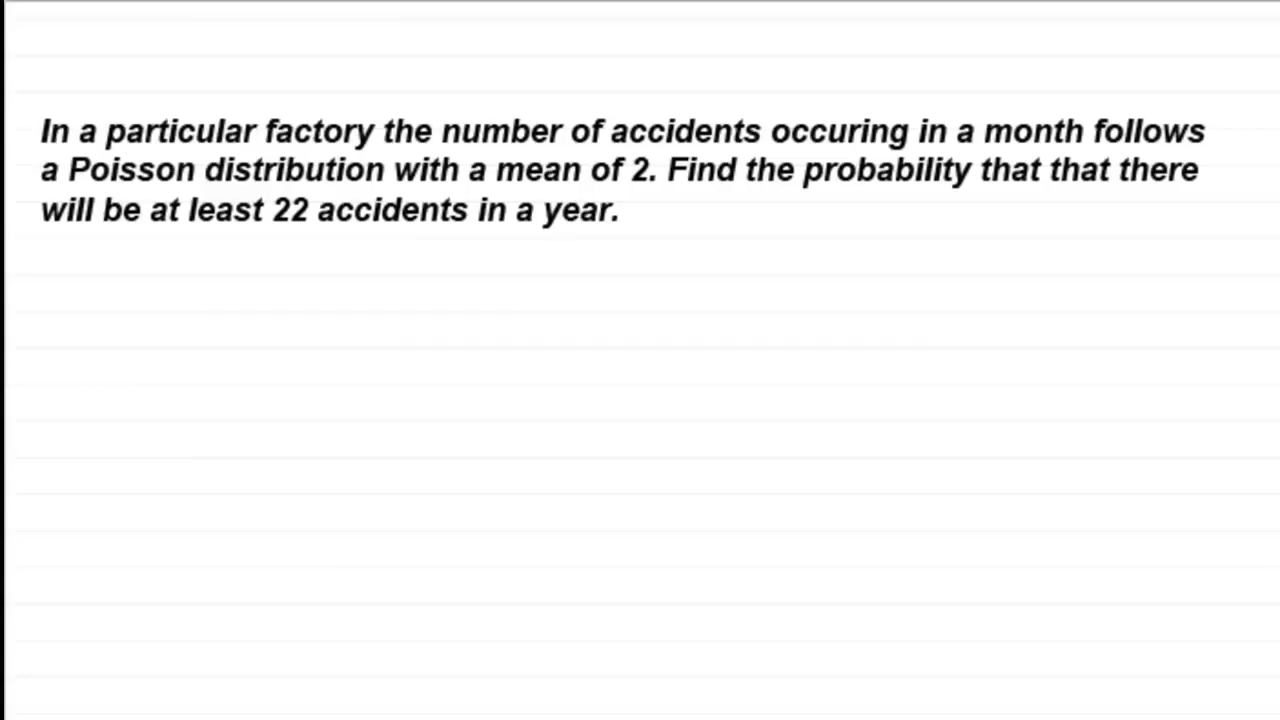 In a particular factory the number of accidents occuring in a month follows
a Poisson distribution with a mean of 2. Find the probability that that there
will be at least 22 accidents in a year.